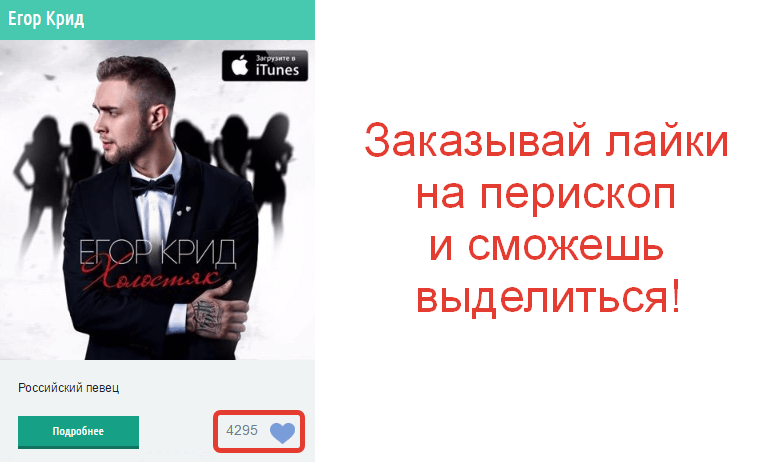 Егор Крид
Загрузите в
iTunes
ЕГОР КРИД
Холостяк
Российский певец
Подробнее
4295
Заказывай лайки
на перископ
и сможешь
выделиться!